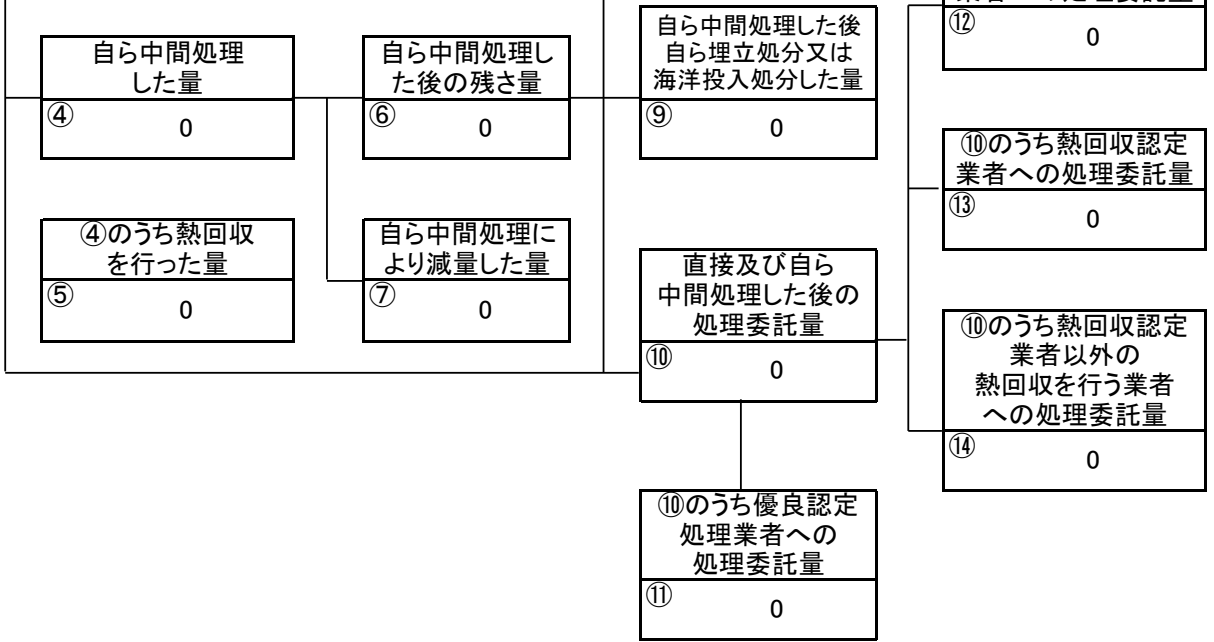 ⑫
0
自ら中間処理
した量
④
0
自ら中間処理し
た後の残さ量
⑥
0
自ら中間処理した後
自ら埋立処分又は
海洋投入処分した量
⑨
0
⑩のうち熱回収認定
業者への処理委託量
⑬
0
④のうち熱回収
を行った量
⑤
0
自ら中間処理に
より減量した量
⑦
0
直接及び自ら
中間処理した後の
処理委託量
⑩
0
⑩のうち熱回収認定
業者以外の
熱回収を行う業者
への処理委託量
⑭
0
⑩のうち優良認定
処理業者への
処理委託量
⑪
0